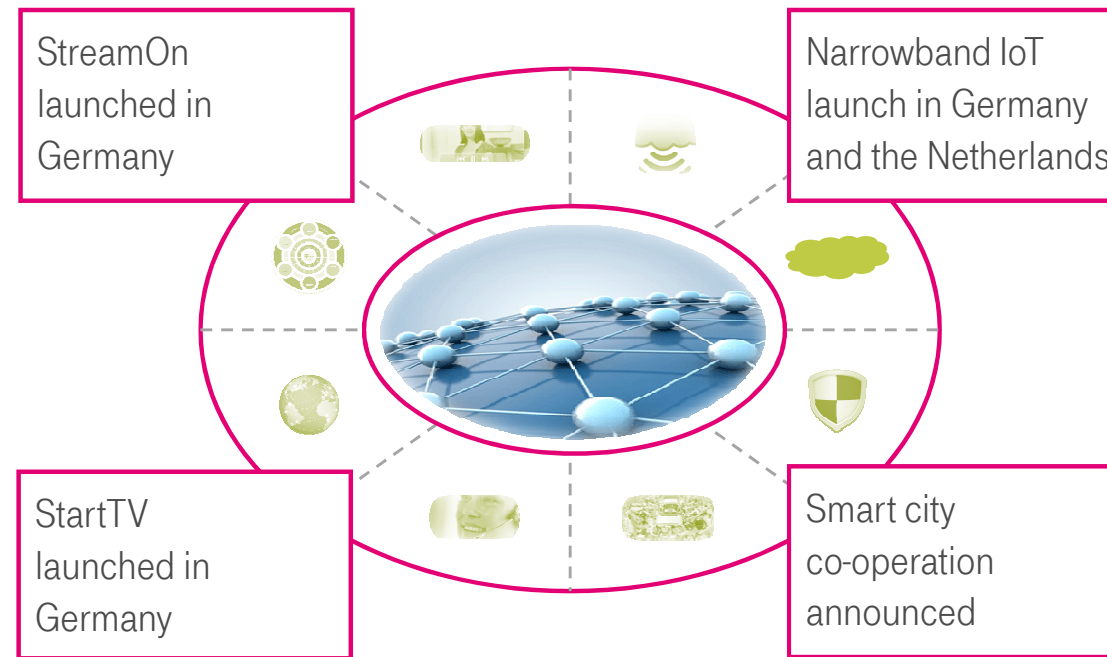 StreamOn
launched in
Germany
Narrowband IoT
launch in Germany
and the Netherlands
StartTV
launched in
Germany
Smart city
co-operation
announced